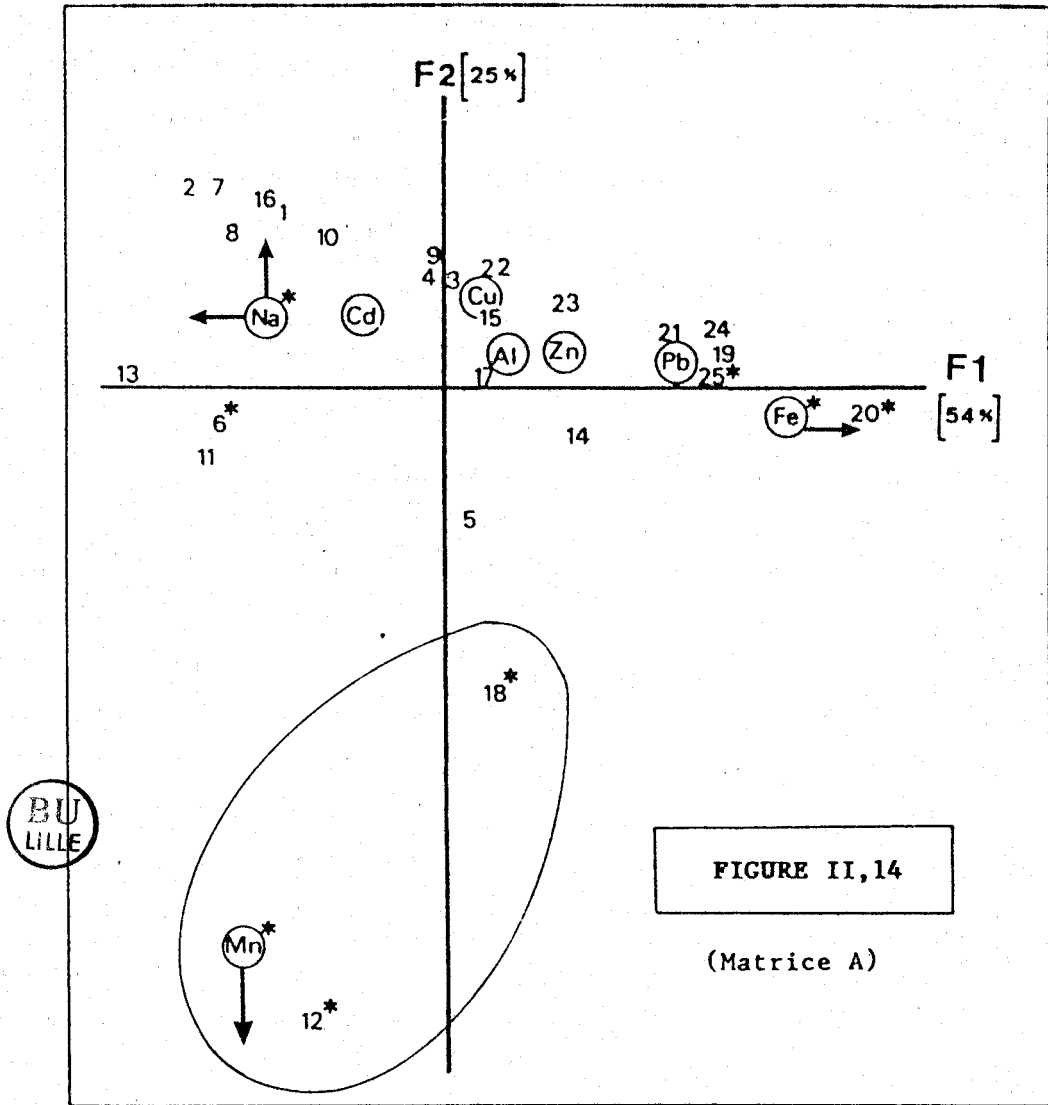 F2 [25 %]
2 7 16 1
8 10
9
4 3 22
Na* Cd Cu 23
15
21 24
Al Zn Pb 19
13 17 25* F1
6* Fe* 20* [54 %]
14
11
5
18*
BU
LILLE
FIGURE II,14
Mn*
(Matrice A)
12*